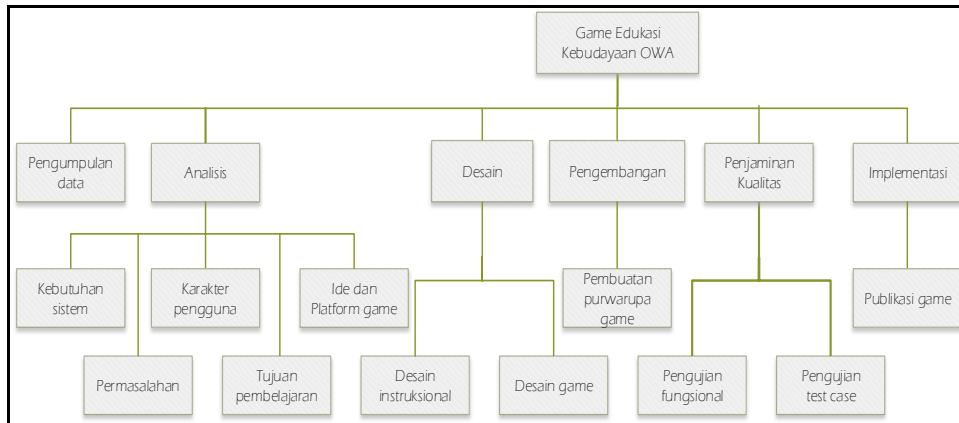 Game Edukasi
Kebudayaan OWA
Pengumpulan
data
Analisis
Desain
Pengembangan
Penjaminan
Kualitas
Implementasi
Kebutuhan
sistem
Karakter
pengguna
Ide dan
Platform game
Pembuatan
purwarupa
game
Publikasi game
Permasalahan
Tujuan
pembelajaran
Desain
instruksional
Desain game
Pengujian
fungsional
Pengujian
test case